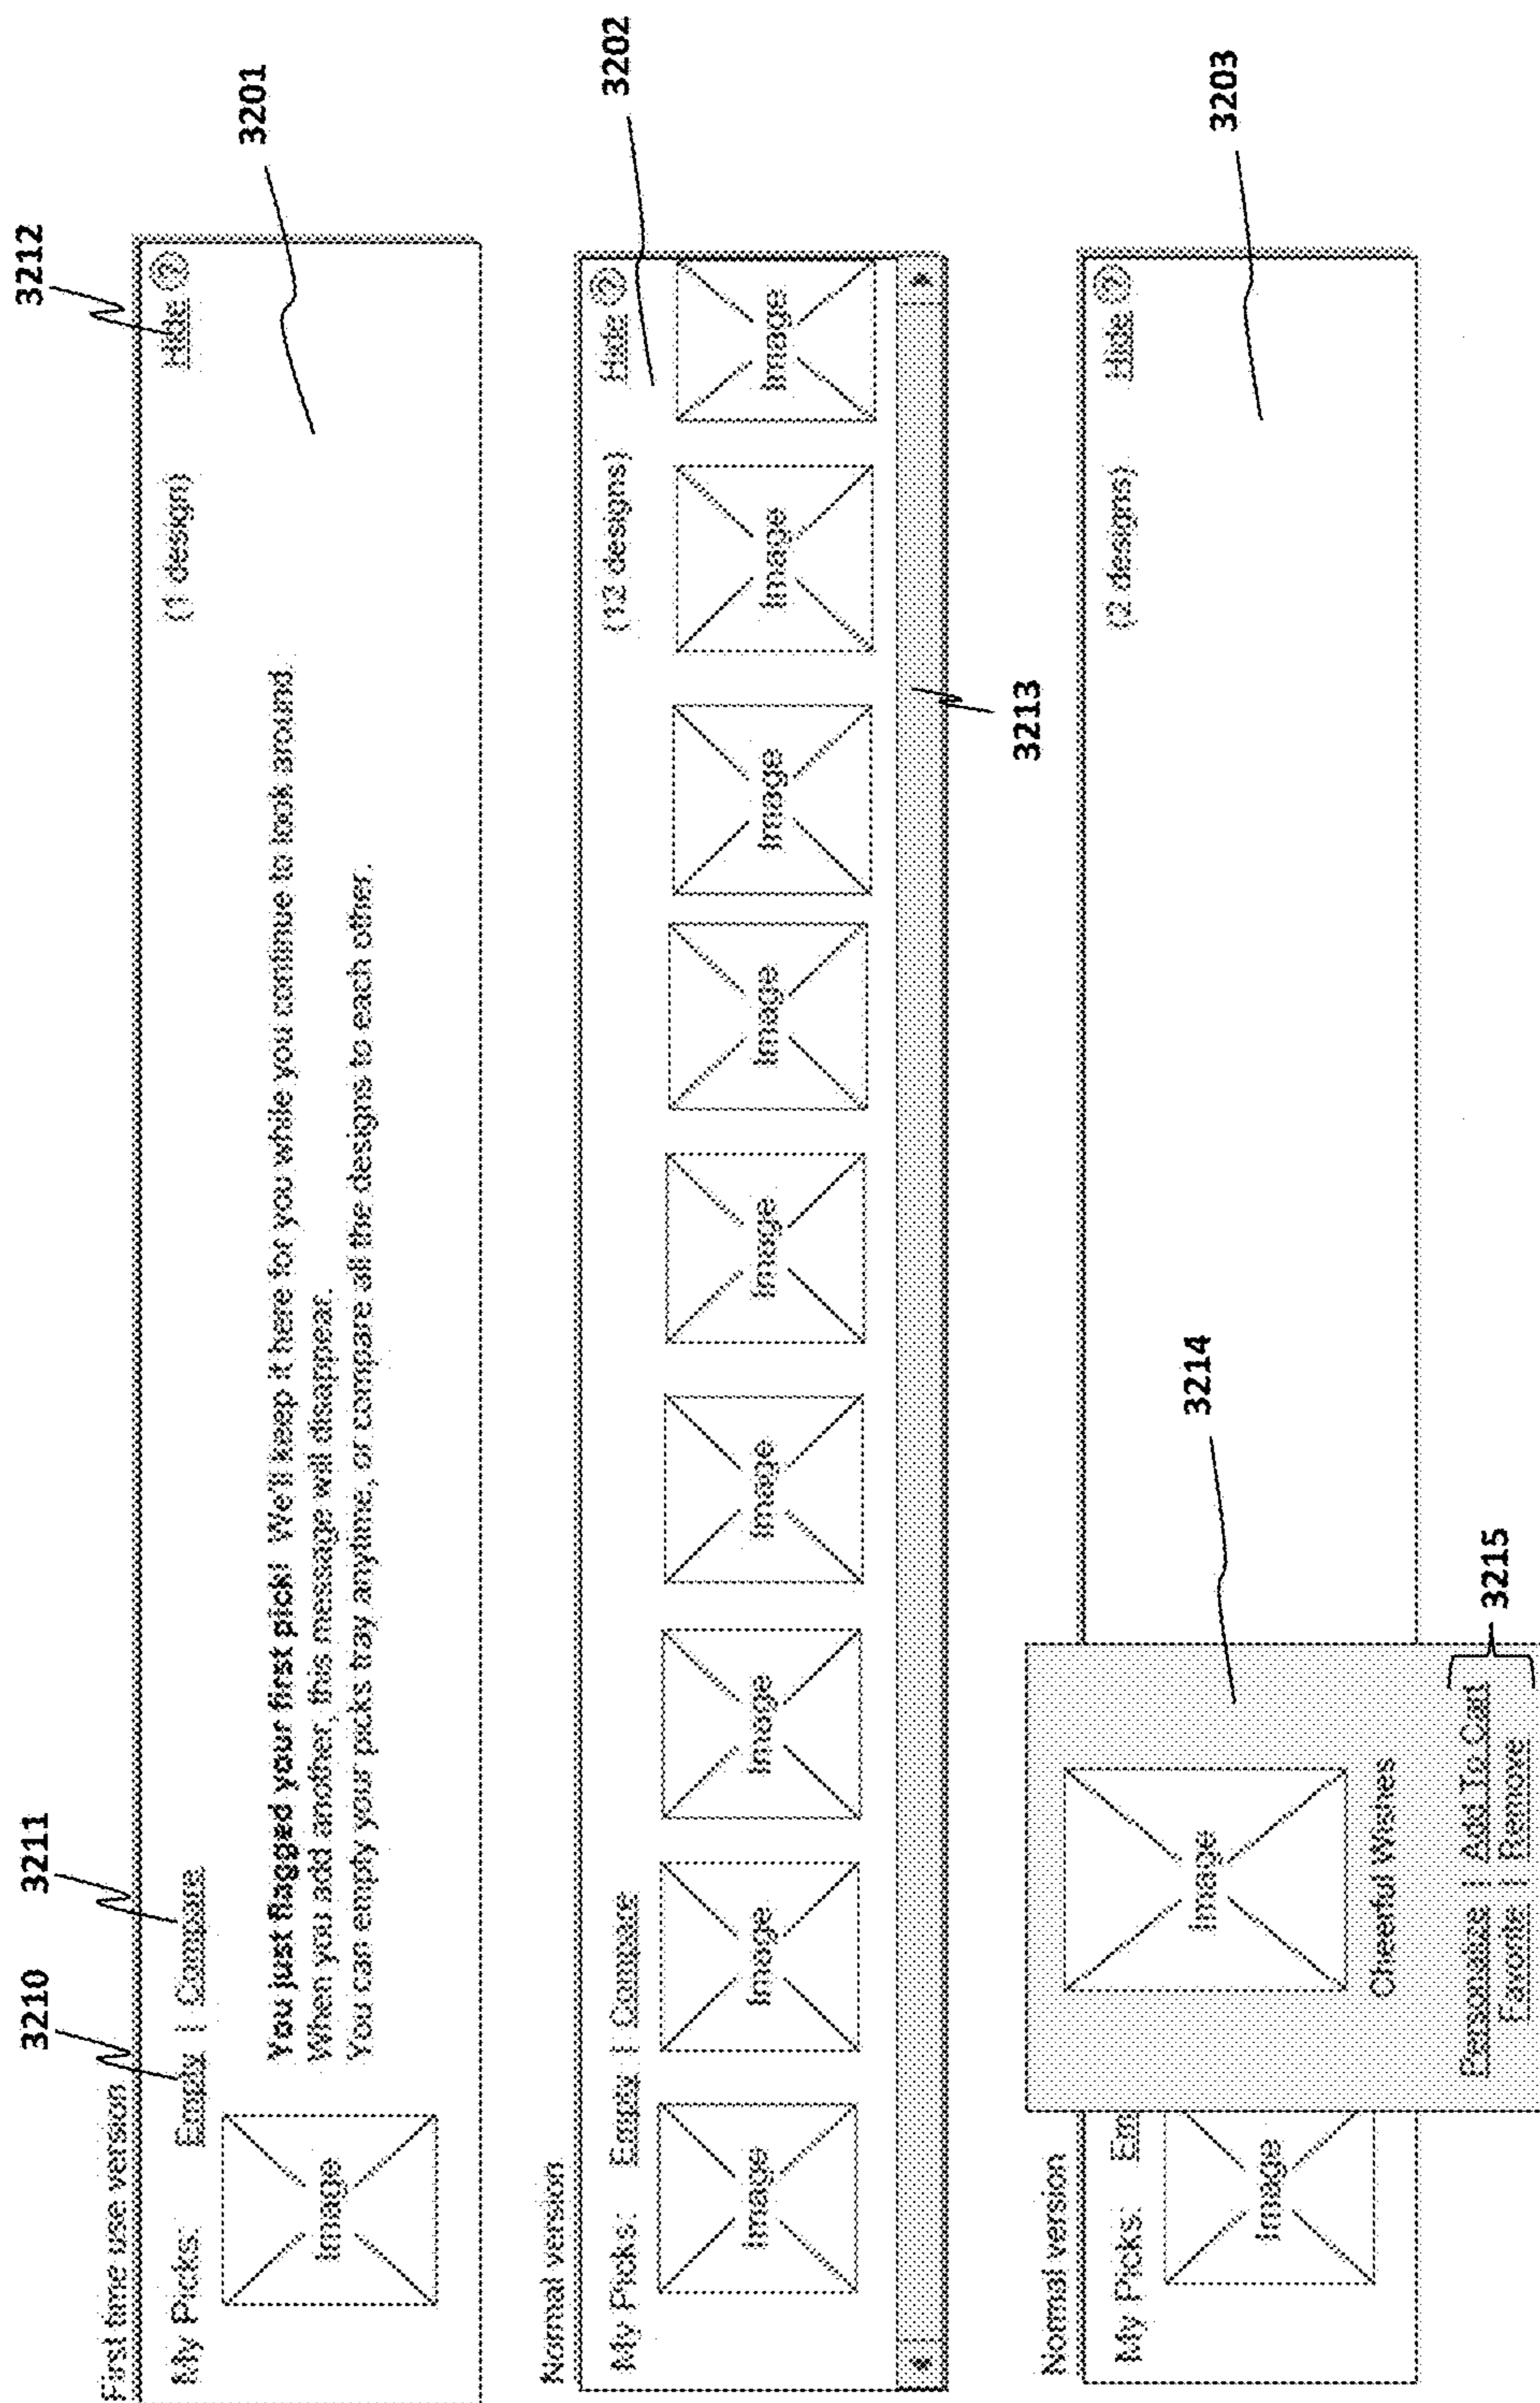 3210
3211
3212
First time use version
My Picks: Empty | Compare (1 design) Hide ?
Image
You just flagged your first pick! We'll keep it here for you while you continue to look around.
When you add another, this message will disappear.
You can empty your picks tray anytime, or compare all the designs to each other.
3201
Normal version
My Picks: Empty | Compare (12 designs) Hide ?
3202
Image Image Image Image Image Image Image Image Image
3213
Normal version
My Picks: Em (2 designs) Hide ?
3203
Image
3214
Image
Cheerful Wishes
Personalize | Add To Cart
Favorite | Remove
3215